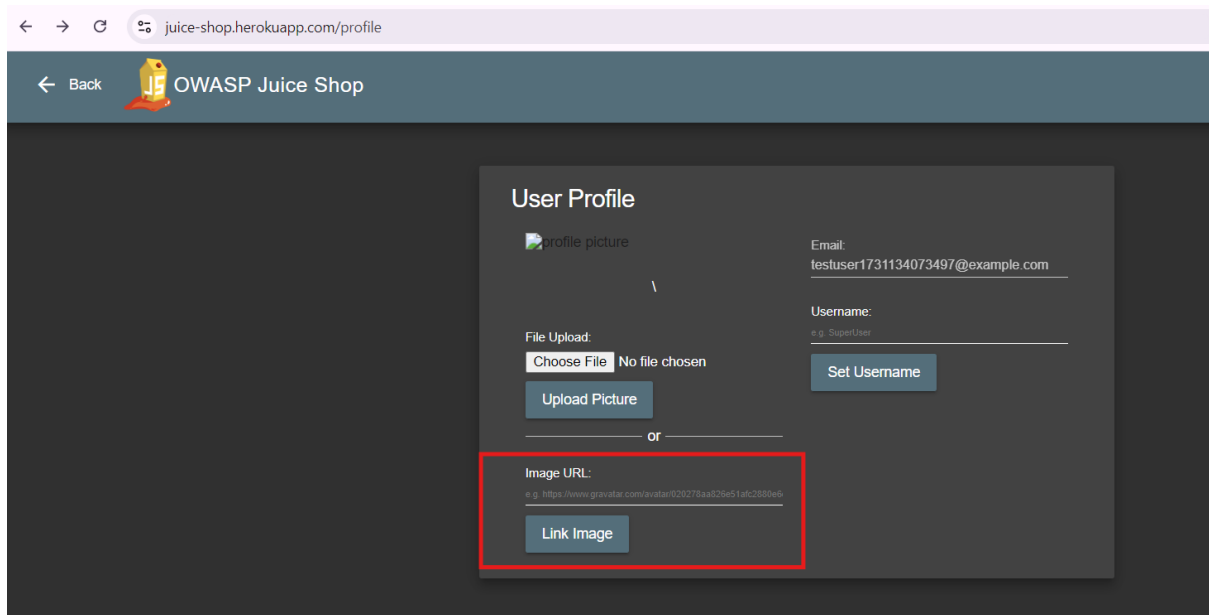 juice-shop.herokuapp.com/profile
Back
OWASP Juice Shop
User Profile
profile picture
\
File Upload:
Choose File No file chosen
Upload Picture
or
Image URL:
e.g. https://www.gravatar.com/avatar/
Link Image
Email:
testuser1731134073497@example.com
Username:
e.g. SuperUser
Set Username